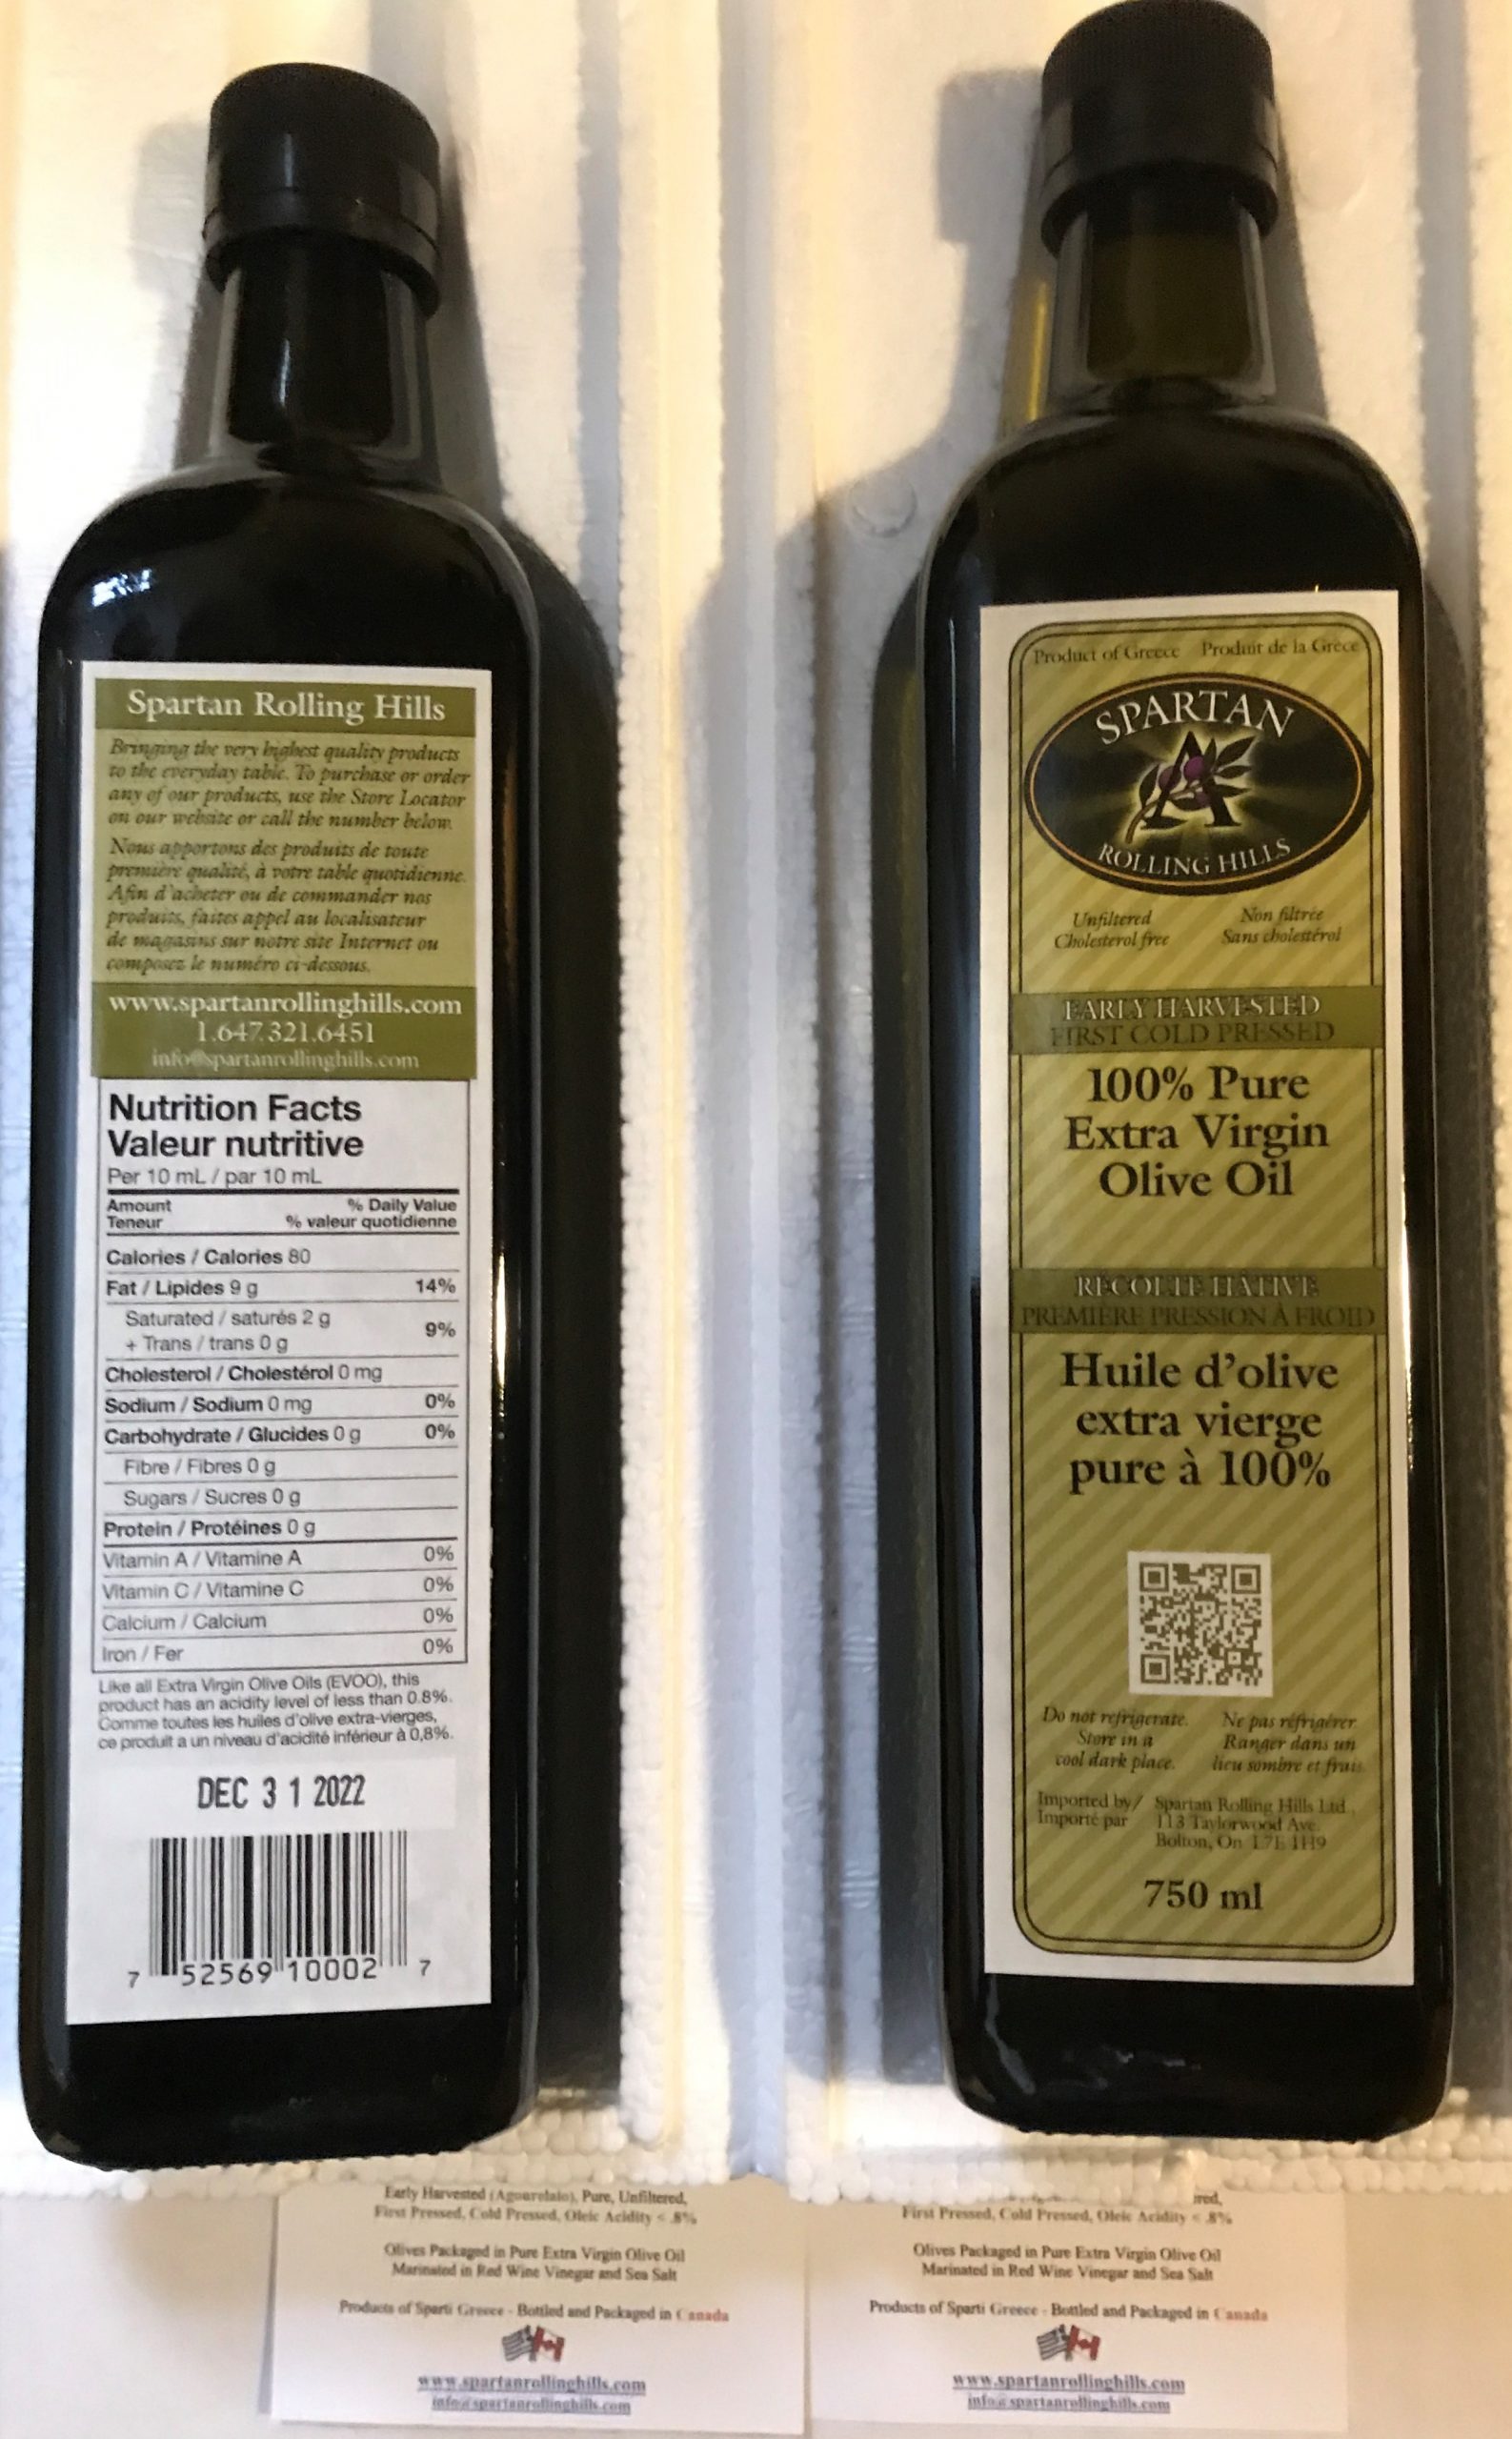 Spartan Rolling Hills
Bringing the very highest quality products
to the everyday table. To purchase or order
any of our products, use the Store Locator
on our website or call the number below.
Nous apportons des produits de toute
première qualité, à votre table quotidienne.
Afin d'acheter ou de commander nos
produits, faites appel au localisateur
de magasins sur notre site Internet ou
composez le numéro ci-dessous.
www.spartanrollinghills.com
1.647.321.6451
info@spartanrollinghills.com
Nutrition Facts
Valeur nutritive
Per 10 mL / par 10 mL
Amount % Daily Value
Teneur % valeur quotidienne
Calories / Calories 80
Fat / Lipides 9 g 14%
Saturated / saturés 2 g
+ Trans / trans 0 g 9%
Cholesterol / Cholestérol 0 mg
Sodium / Sodium 0 mg 0%
Carbohydrate / Glucides 0 g 0%
Fibre / Fibres 0 g
Sugars / Sucres 0 g
Protein / Protéines 0 g
Vitamin A / Vitamine A 0%
Vitamin C / Vitamine C 0%
Calcium / Calcium 0%
Iron / Fer 0%
Like all Extra Virgin Olive Oils (EVOO), this
product has an acidity level of less than 0.8%.
Comme toutes les huiles d'olive extra-vierges,
ce produit a un niveau d'acidité inférieur à 0,8%.
DEC 31 2022
7 52569 10002 7
Product of Greece Produit de la Grèce
SPARTAN
ROLLING HILLS
Unfiltered Non filtrée
Cholesterol free Sans cholestérol
EARLY HARVESTED
FIRST COLD PRESSED
100% Pure
Extra Virgin
Olive Oil
RÉCOLTE HÂTIVE
PREMIÈRE PRESSION À FROID
Huile d'olive
extra vierge
pure à 100%
Do not refrigerate. Ne pas réfrigérer.
Store in a Ranger dans un
cool dark place. lieu sombre et frais.
Imported by/ Spartan Rolling Hills Ltd.,
Importé par 113 Taylorwood Ave.
Bolton, On L7E 1H9
750 ml
Early Harvested (Agourelaio), Pure, Unfiltered,
First Pressed, Cold Pressed, Oleic Acidity < .8%
Olives Packaged in Pure Extra Virgin Olive Oil
Marinated in Red Wine Vinegar and Sea Salt
Products of Sparti Greece - Bottled and Packaged in Canada
www.spartanrollinghills.com
info@spartanrollinghills.com
First Pressed, Cold Pressed, Oleic Acidity < .8%
Olives Packaged in Pure Extra Virgin Olive Oil
Marinated in Red Wine Vinegar and Sea Salt
Products of Sparti Greece - Bottled and Packaged in Canada
www.spartanrollinghills.com
info@spartanrollinghills.com